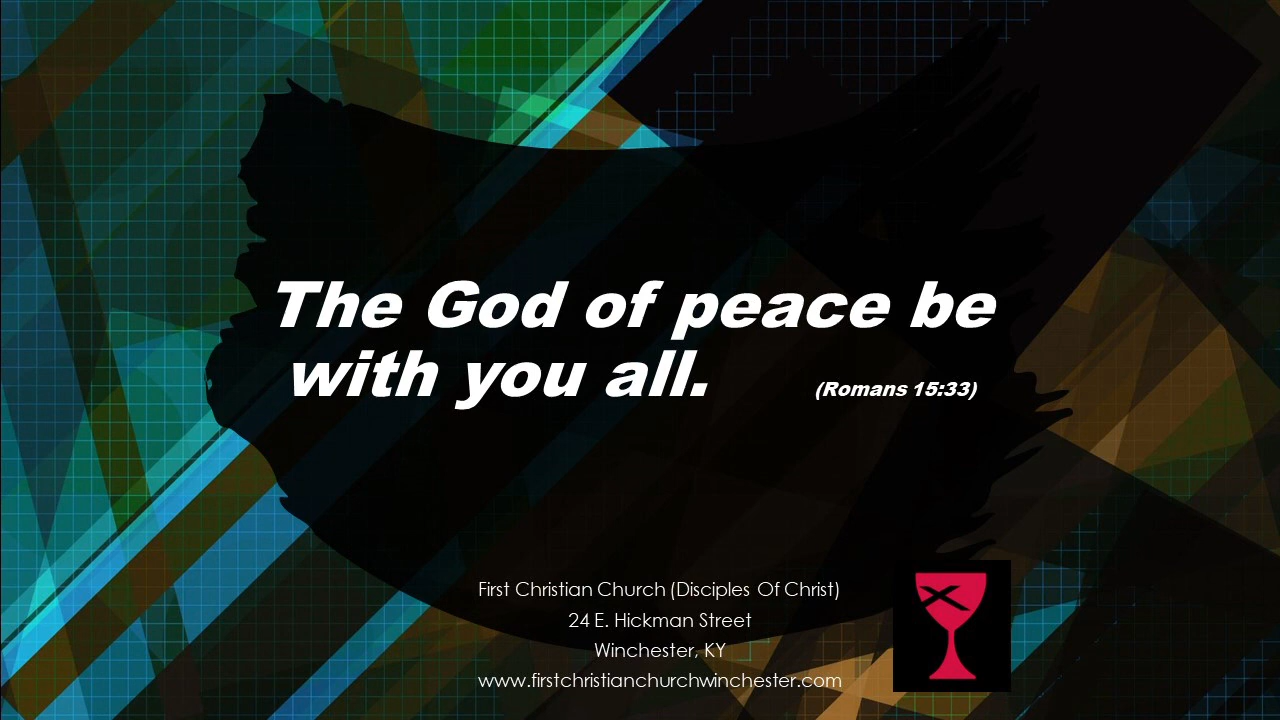 The God of peace be
with you all. (Romans 15:33)
First Christian Church (Disciples Of Christ)
24 E. Hickman Street
Winchester, KY
www.firstchristianchurchwinchester.com